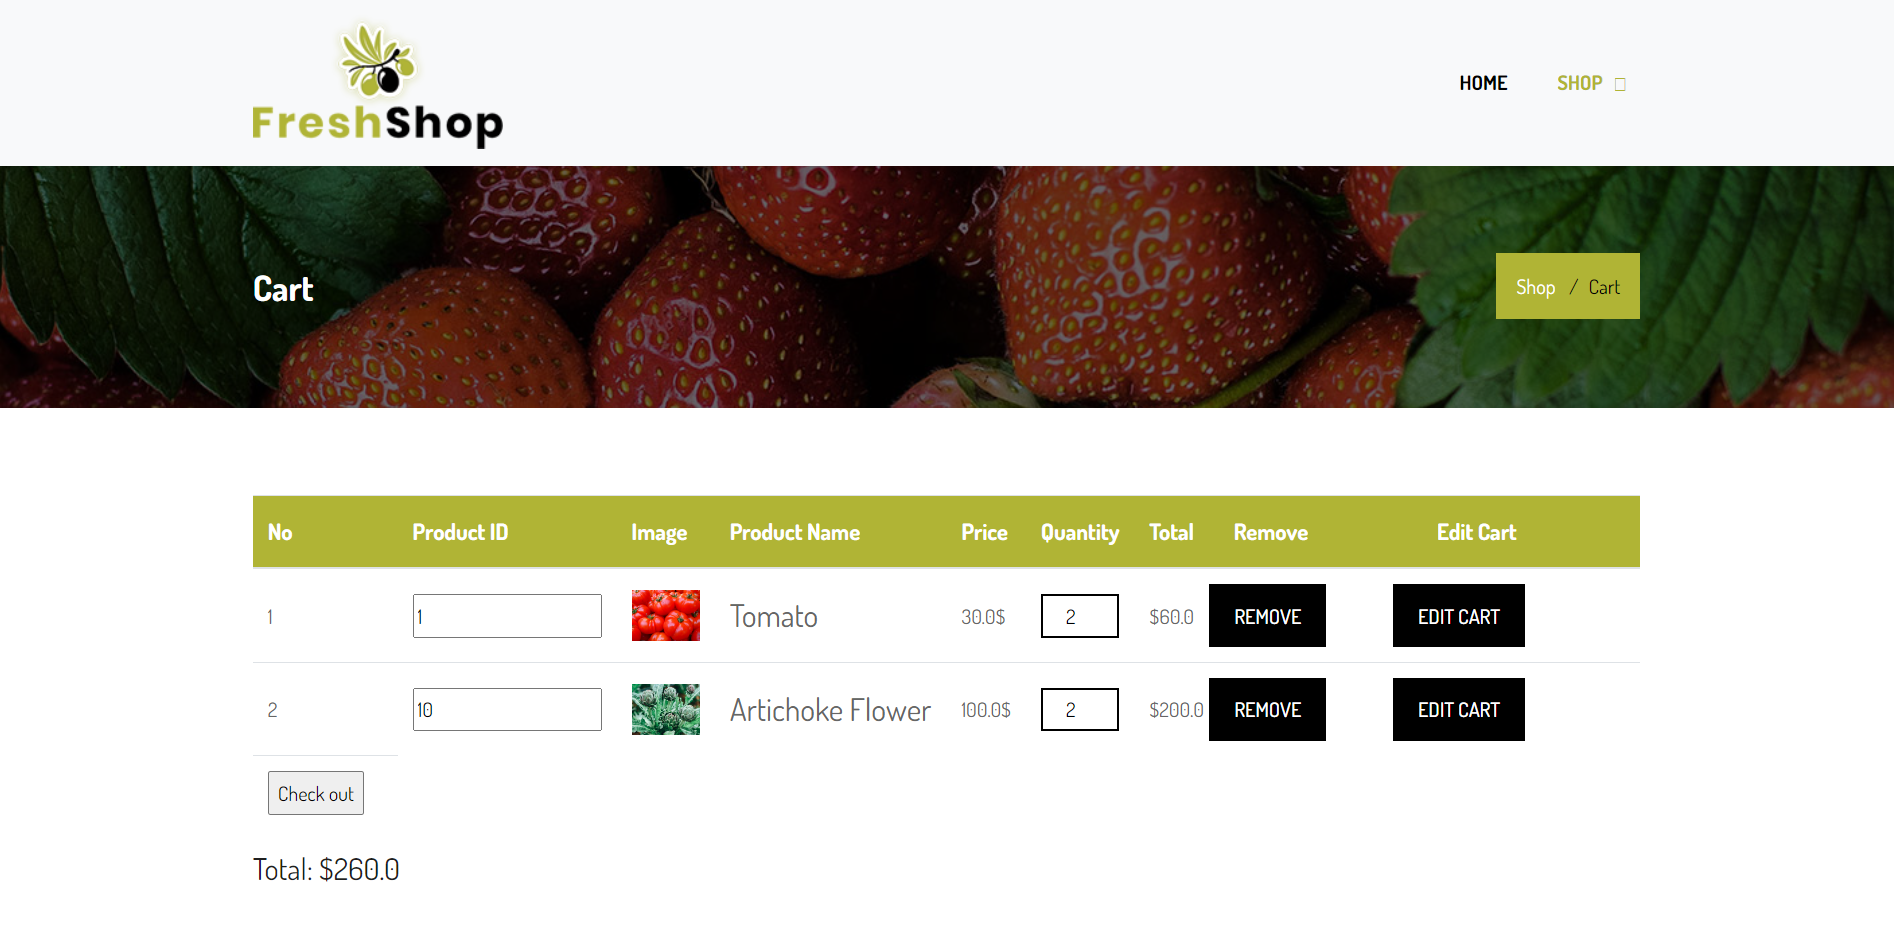 FreshShop
HOME SHOP
Cart
Shop / Cart
No Product ID Image Product Name Price Quantity Total Remove Edit Cart
1 1 Tomato 30.0$ 2 $60.0 REMOVE EDIT CART
2 10 Artichoke Flower 100.0$ 2 $200.0 REMOVE EDIT CART
Check out
Total: $260.0